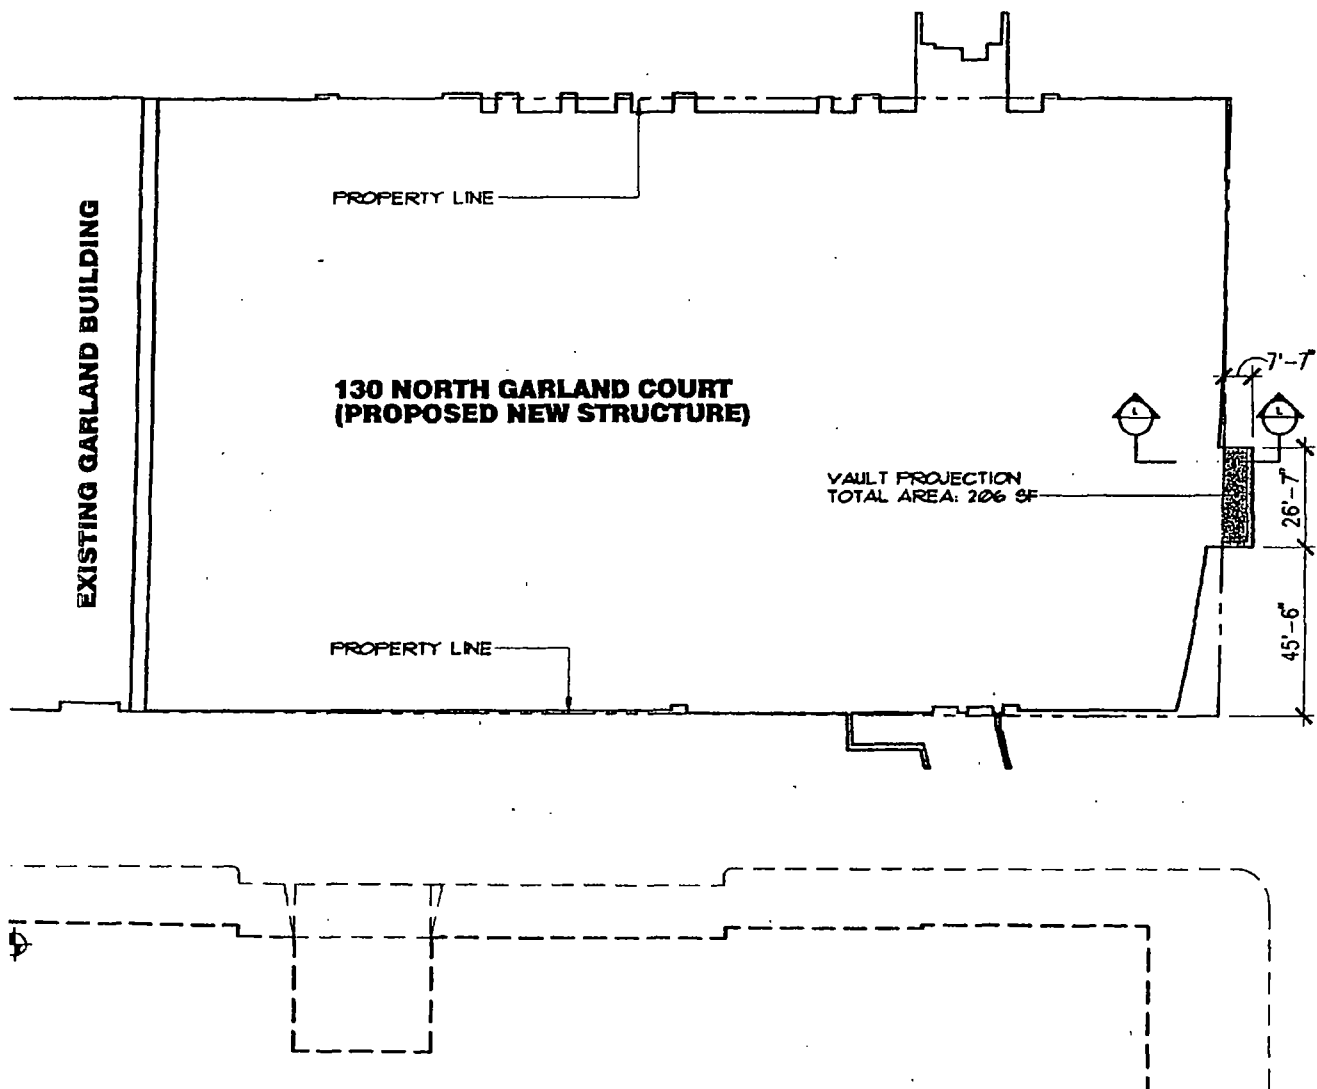 PROPERTY LINE
EXISTING GARLAND BUILDING
130 NORTH GARLAND COURT
(PROPOSED NEW STRUCTURE)
7'-7"
L
L
VAULT PROJECTION
TOTAL AREA: 206 SF
26'-7"
45'-6"
PROPERTY LINE